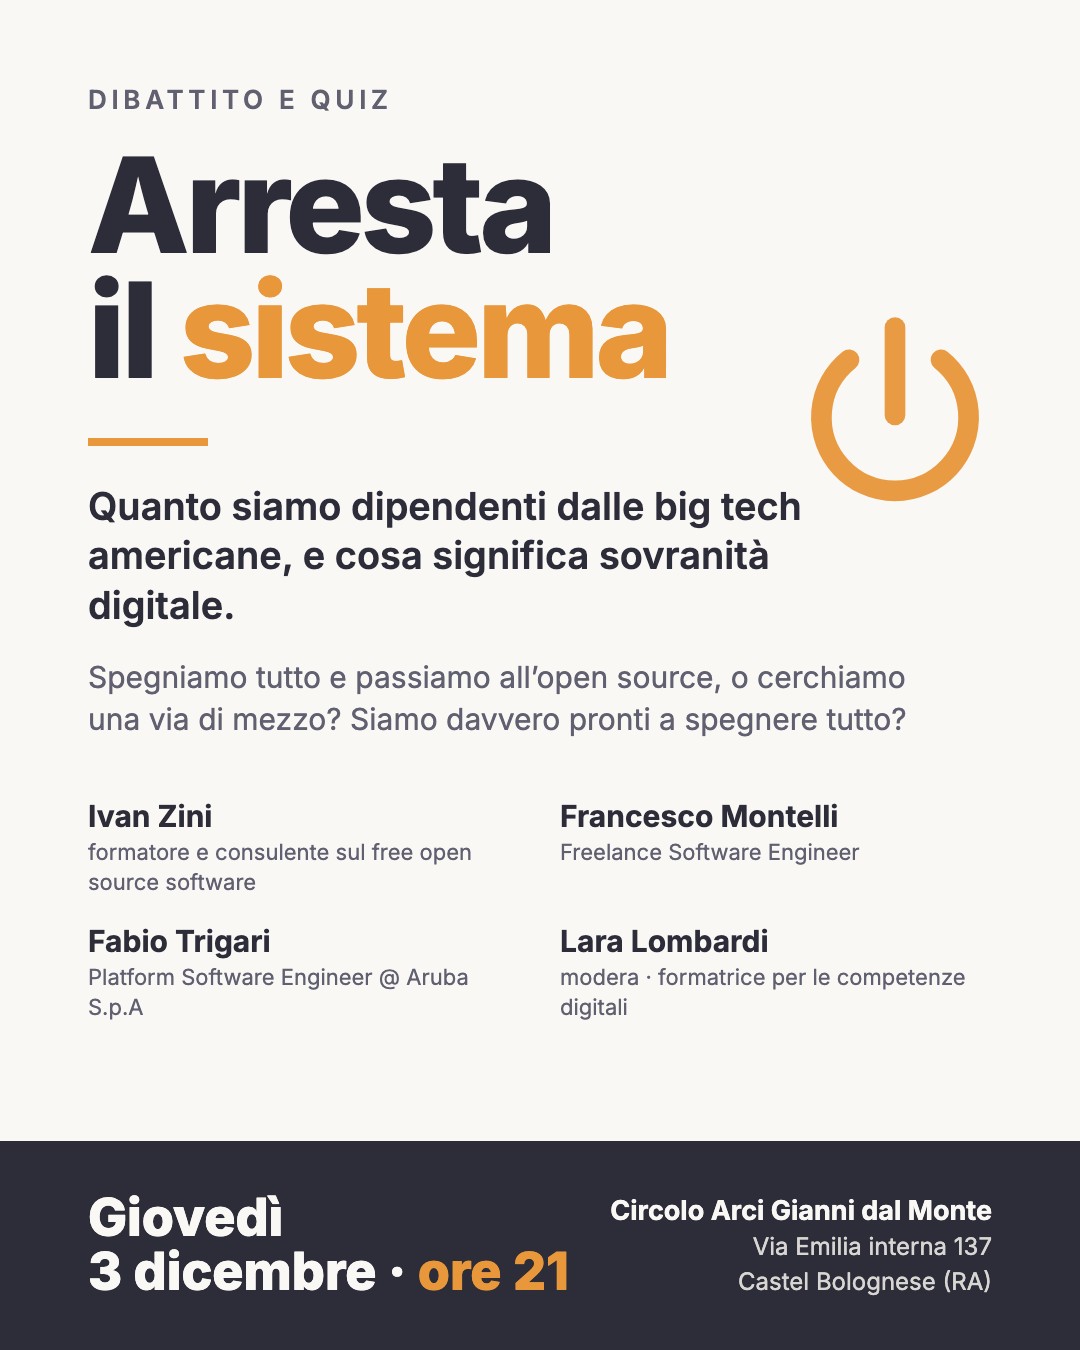 DIBATTITO E QUIZ
Arresta
il sistema
Quanto siamo dipendenti dalle big tech
americane, e cosa significa sovranità
digitale.
Spegniamo tutto e passiamo all’open source, o cerchiamo
una via di mezzo? Siamo davvero pronti a spegnere tutto?
Ivan Zini
formatore e consulente sul free open
source software
Francesco Montelli
Freelance Software Engineer
Fabio Trigari
Platform Software Engineer @ Aruba
S.p.A
Lara Lombardi
modera · formatrice per le competenze
digitali
Giovedì
3 dicembre · ore 21
Circolo Arci Gianni dal Monte
Via Emilia interna 137
Castel Bolognese (RA)